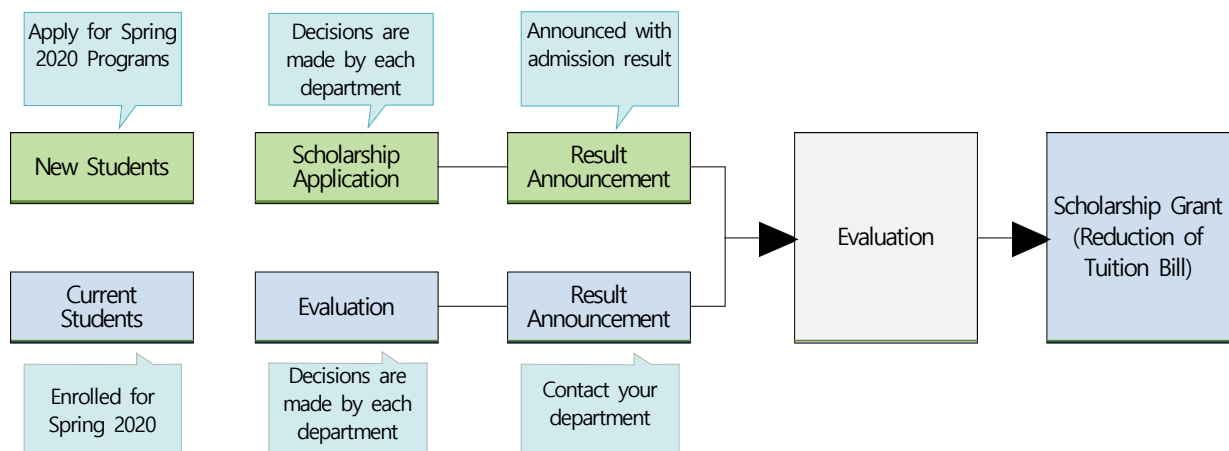 Apply for Spring
2020 Programs
Decisions are
made by each
department
Announced with
admission result
New Students
Scholarship
Application
Result
Announcement
Evaluation
Scholarship Grant
(Reduction of
Tuition Bill)
Current
Students
Evaluation
Result
Announcement
Enrolled for
Spring 2020
Decisions are
made by each
department
Contact your
department